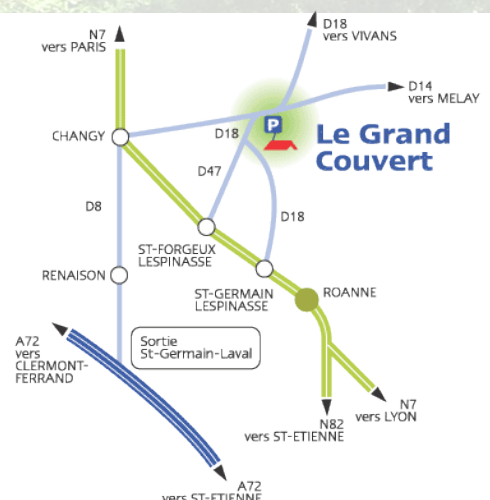 N7
vers PARIS
D18
vers VIVANS
D14
vers MELAY
P
CHANGY
D18
Le Grand
Couvert
D47
D8
D18
ST-FORGEUX
LESPINASSE
RENAISON
ST-GERMAIN
LESPINASSE
ROANNE
A72
vers
CLERMONT-
FERRAND
Sortie
St-Germain-Laval
N7
vers LYON
N82
vers ST-ETIENNE
A72
vers ST-ETIENNE